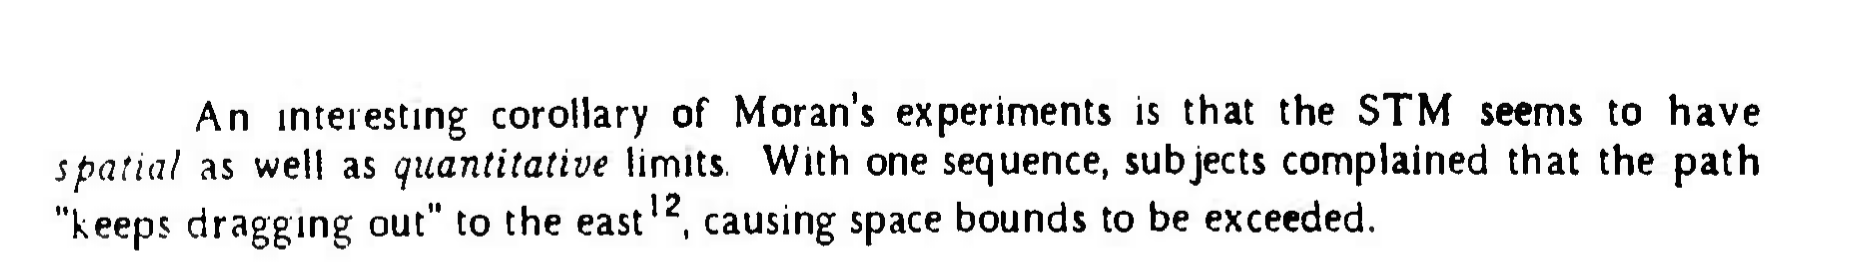 An interesting corollary of Moran's experiments is that the STM seems to have
spatial as well as quantitative limits. With one sequence, subjects complained that the path
"keeps dragging out" to the east12, causing space bounds to be exceeded.